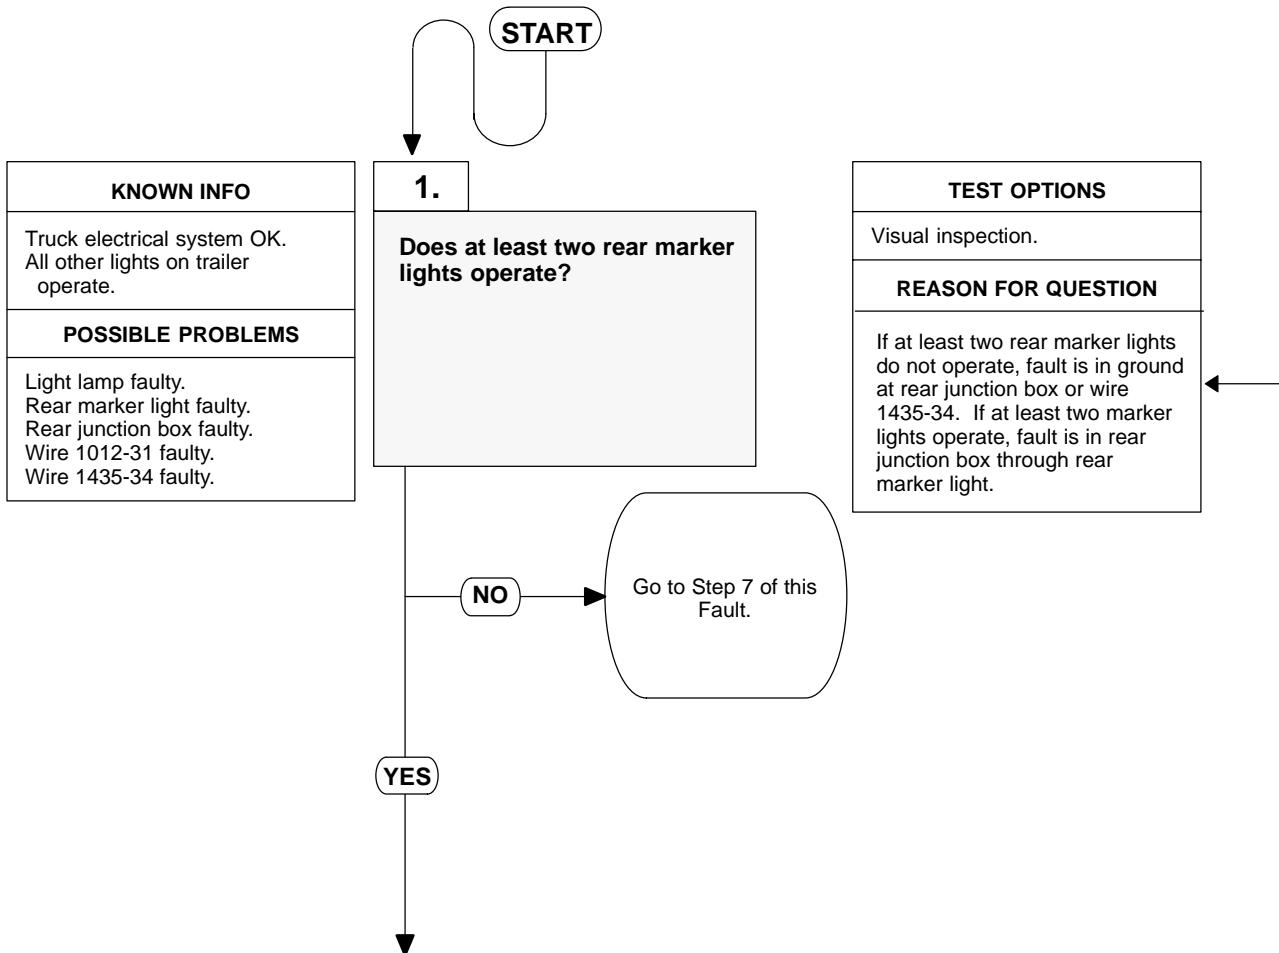 START
KNOWN INFO
Truck electrical system OK.
All other lights on trailer
operate.
POSSIBLE PROBLEMS
Light lamp faulty.
Rear marker light faulty.
Rear junction box faulty.
Wire 1012-31 faulty.
Wire 1435-34 faulty.
1.
Does at least two rear marker
lights operate?
TEST OPTIONS
Visual inspection.
REASON FOR QUESTION
If at least two rear marker lights
do not operate, fault is in ground
at rear junction box or wire
1435-34.  If at least two marker
lights operate, fault is in rear
junction box through rear
marker light.
NO
Go to Step 7 of this
Fault.
YES